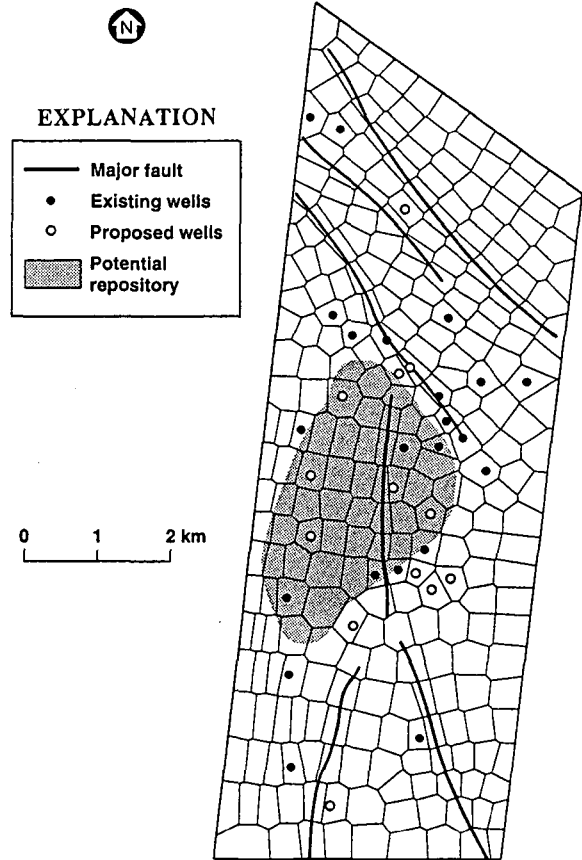 N
EXPLANATION
Major fault
Existing wells
Proposed wells
Potential
repository
0 1 2 km